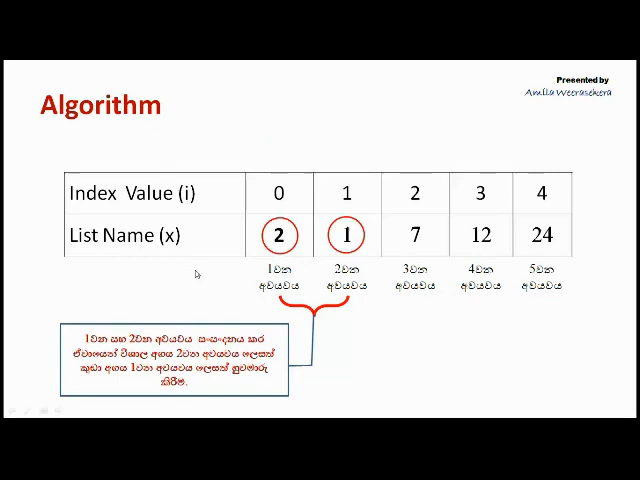 Presented by
Amila Weerasekera
Algorithm
Index Value (i) 0 1 2 3 4
List Name (x) 2 1 7 12 24
1වන 2වන 3වන 4වන 5වන
අවයවය අවයවය අවයවය අවයවය අවයවය
1වන සහ 2වන අවයවය සංසංදනය කර
ඒවායෙන් විශාල අගය 2වන අවයවය ලෙසත්
කුඩා අගය 1වන අවයවය ලෙසත් හුවමාරු
කිරීම.